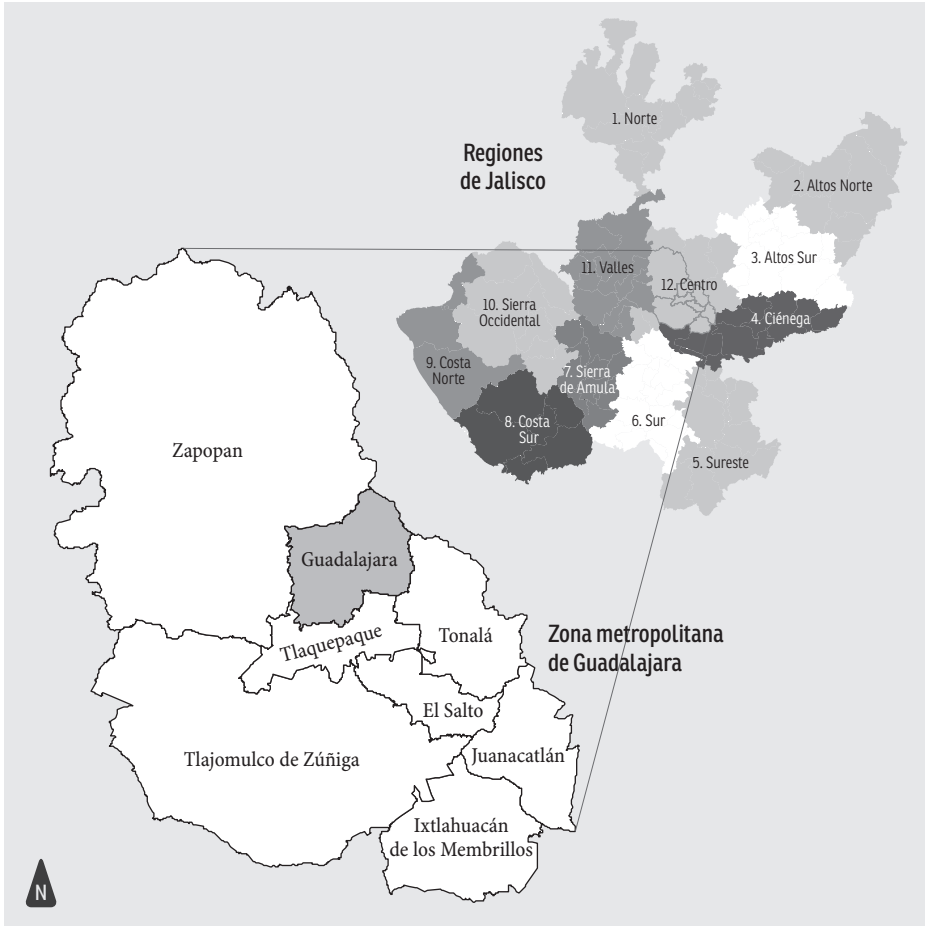 Regiones
de Jalisco
1. Norte
2. Altos Norte
3. Altos Sur
11. Valles
12. Centro
10. Sierra
Occidental
4. Ciénega
9. Costa
Norte
7. Sierra
de Amula
8. Costa
Sur
6. Sur
5. Sureste
Zapopan
Guadalajara
Tlaquepaque
Tonalá
Zona metropolitana
de Guadalajara
El Salto
Tlajomulco de Zúñiga
Juanacatlán
Ixtlahuacán
de los Membrillos
N